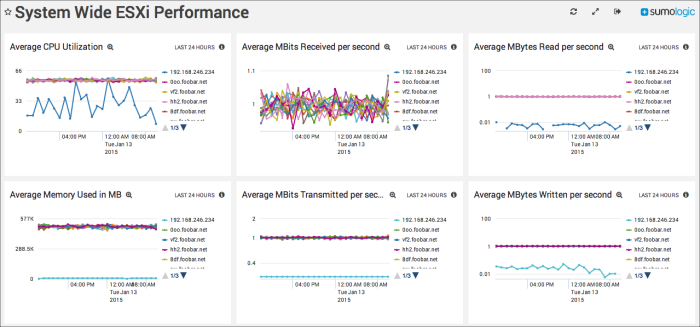 System Wide ESXi Performance
sumologic
Average CPU Utilization LAST 24 HOURS
66
33
0
04:00 PM 12:00 AM 08:00 AM
Tue Jan 13
2015
192.168.246.234
0oo.foobar.net
vf2.foobar.net
hh2.foobar.net
8df.foobar.net
1/3
Average MBits Received per second LAST 24 HOURS
1.1
1
04:00 PM 12:00 AM 08:00 AM
Tue Jan 13
2015
192.168.246.234
0oo.foobar.net
vf2.foobar.net
hh2.foobar.net
8df.foobar.net
1/3
Average MBytes Read per second LAST 24 HOURS
100
1
0.01
04:00 PM 12:00 AM 08:00 AM
Tue Jan 13
2015
192.168.246.234
0oo.foobar.net
vf2.foobar.net
hh2.foobar.net
8df.foobar.net
1/3
Average Memory Used in MB LAST 24 HOURS
577K
288.5K
04:00 PM 12:00 AM 08:00 AM
Tue Jan 13
2015
192.168.246.234
0oo.foobar.net
vf2.foobar.net
hh2.foobar.net
8df.foobar.net
1/3
Average MBits Transmitted per sec... LAST 24 HOURS
2
1
0.4
04:00 PM 12:00 AM 08:00 AM
Tue Jan 13
2015
192.168.246.234
0oo.foobar.net
vf2.foobar.net
hh2.foobar.net
8df.foobar.net
1/3
Average MBytes Written per second LAST 24 HOURS
100
1
0.01
04:00 PM 12:00 AM 08:00 AM
Tue Jan 13
2015
192.168.246.234
0oo.foobar.net
vf2.foobar.net
hh2.foobar.net
8df.foobar.net
1/3